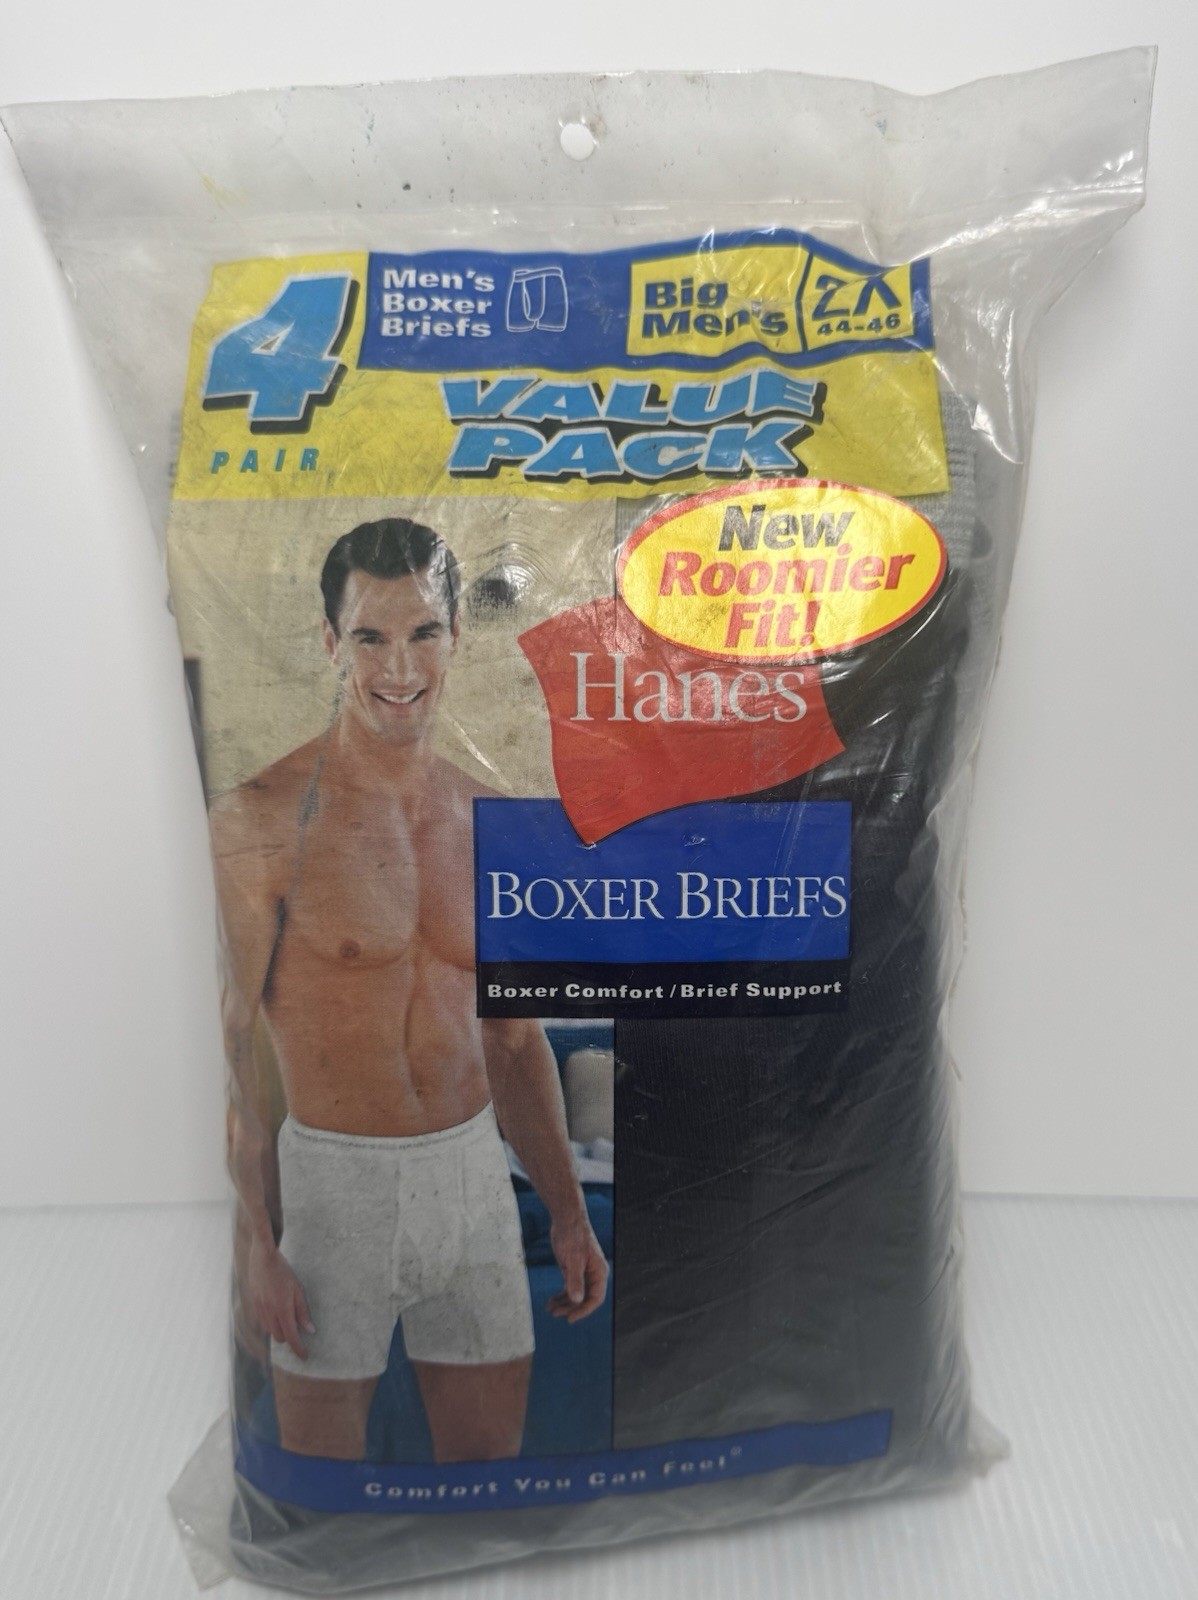 4
PAIR
Men's
Boxer
Briefs
Big
Men's
2X
44-46
VALUE
PACK
New
Roomier
Fit!
Hanes
BOXER BRIEFS
Boxer Comfort/Brief Support
Comfort You Can Feel®